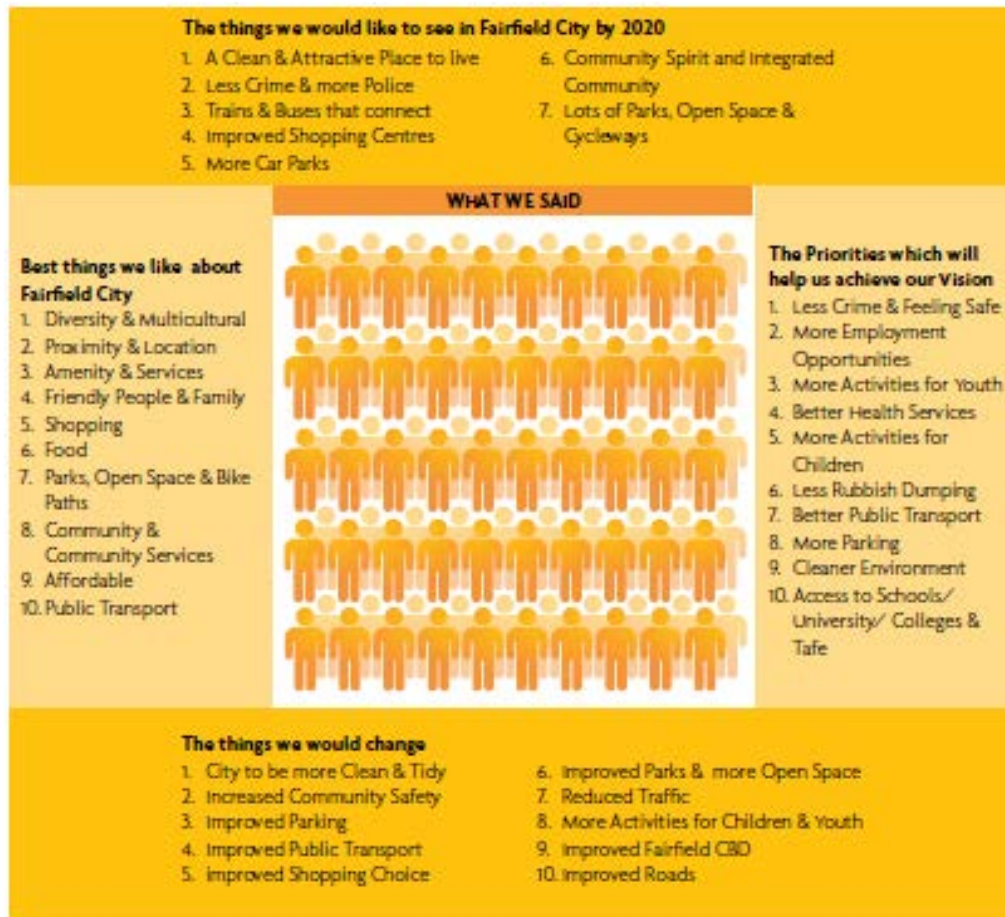 The things we would like to see in Fairfield City by 2020
1. A Clean & Attractive Place to live
2. Less Crime & more Police
3. Trains & Buses that connect
4. Improved Shopping Centres
5. More Car Parks
6. Community Spirit and Integrated
Community
7. Lots of Parks, Open Space &
Cycleways
WHAT WE SAID
Best things we like about
Fairfield City
1. Diversity & Multicultural
2. Proximity & Location
3. Amenity & Services
4. Friendly People & Family
5. Shopping
6. Food
7. Parks, Open Space & Bike
Paths
8. Community &
Community Services
9. Affordable
10. Public Transport
The Priorities which will
help us achieve our Vision
1. Less Crime & Feeling Safe
2. More Employment
Opportunities
3. More Activities for Youth
4. Better Health Services
5. More Activities for
Children
6. Less Rubbish Dumping
7. Better Public Transport
8. More Parking
9. Cleaner Environment
10. Access to Schools/
University/ Colleges &
Tafe
The things we would change
1. City to be more Clean & Tidy
2. Increased Community Safety
3. Improved Parking
4. Improved Public Transport
5. improved Shopping Choice
6. Improved Parks & more Open Space
7. Reduced Traffic
8. More Activities for Children & Youth
9. Improved Fairfield CBD
10. Improved Roads